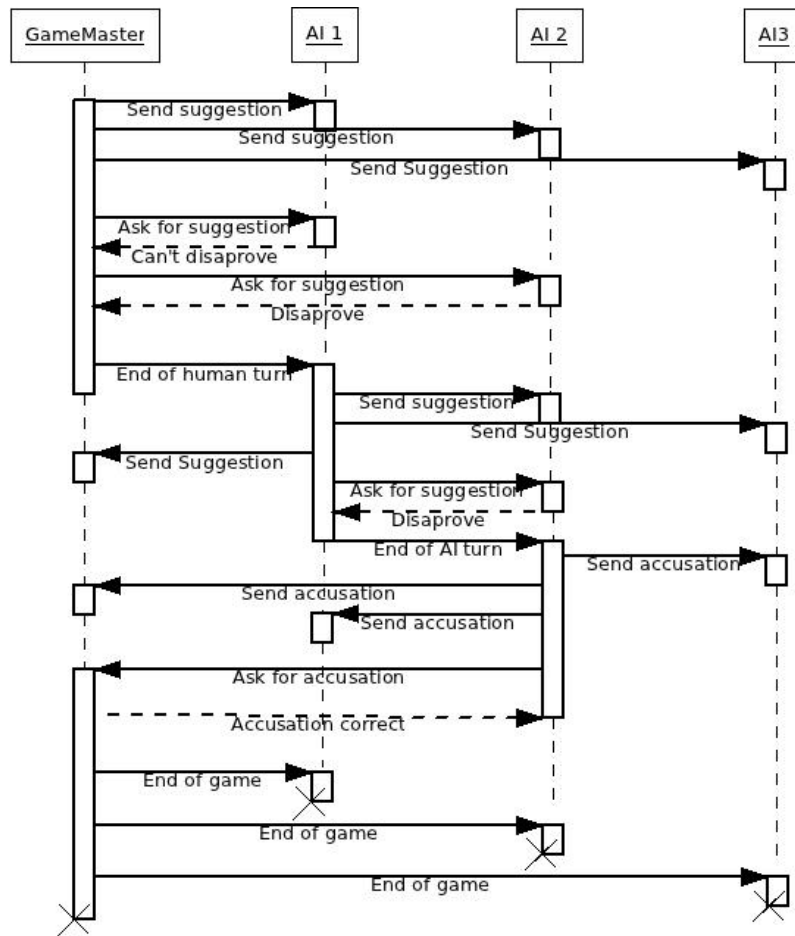 GameMaster
AI 1
AI 2
AI3
Send suggestion
Send suggestion
Send Suggestion
Ask for suggestion
Can't disaprove
Ask for suggestion
Disaprove
End of human turn
Send suggestion
Send Suggestion
Send Suggestion
Ask for suggestion
Disaprove
End of AI turn
Send accusation
Send accusation
Send accusation
Ask for accusation
Accusation correct
End of game
End of game
End of game